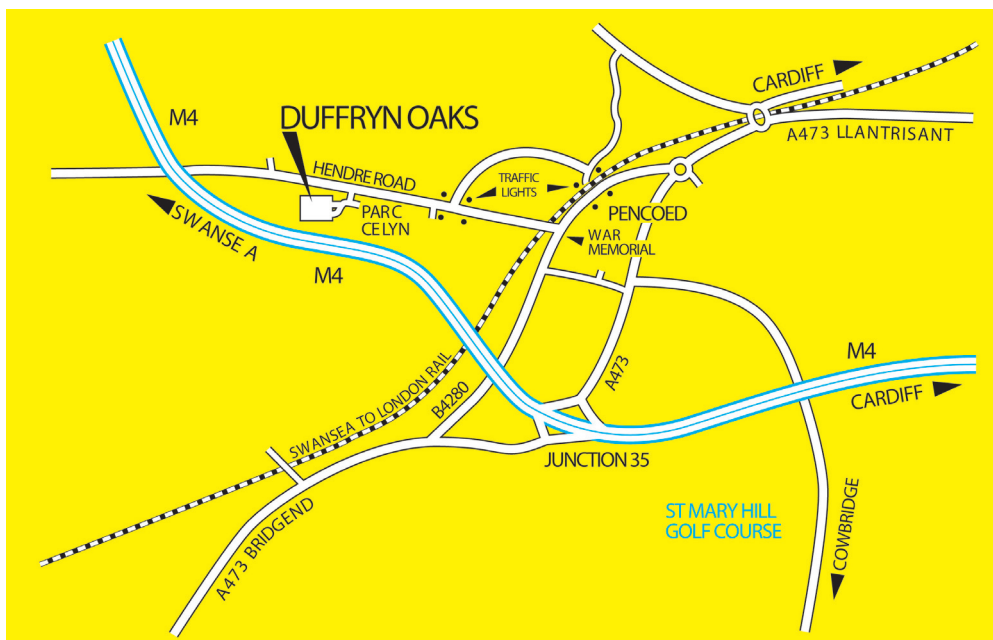 CARDIFF
M4
DUFFRYN OAKS
A473 LLANTRISANT
HENDRE ROAD
TRAFFIC
LIGHTS
PARC
CELYN
PENCOED
SWANSE A
WAR
MEMORIAL
M4
M4
A473
SWANSEA TO LONDON RAIL
B4280
CARDIFF
JUNCTION 35
ST MARY HILL
GOLF COURSE
COWBRIDGE
A473 BRIDGEND